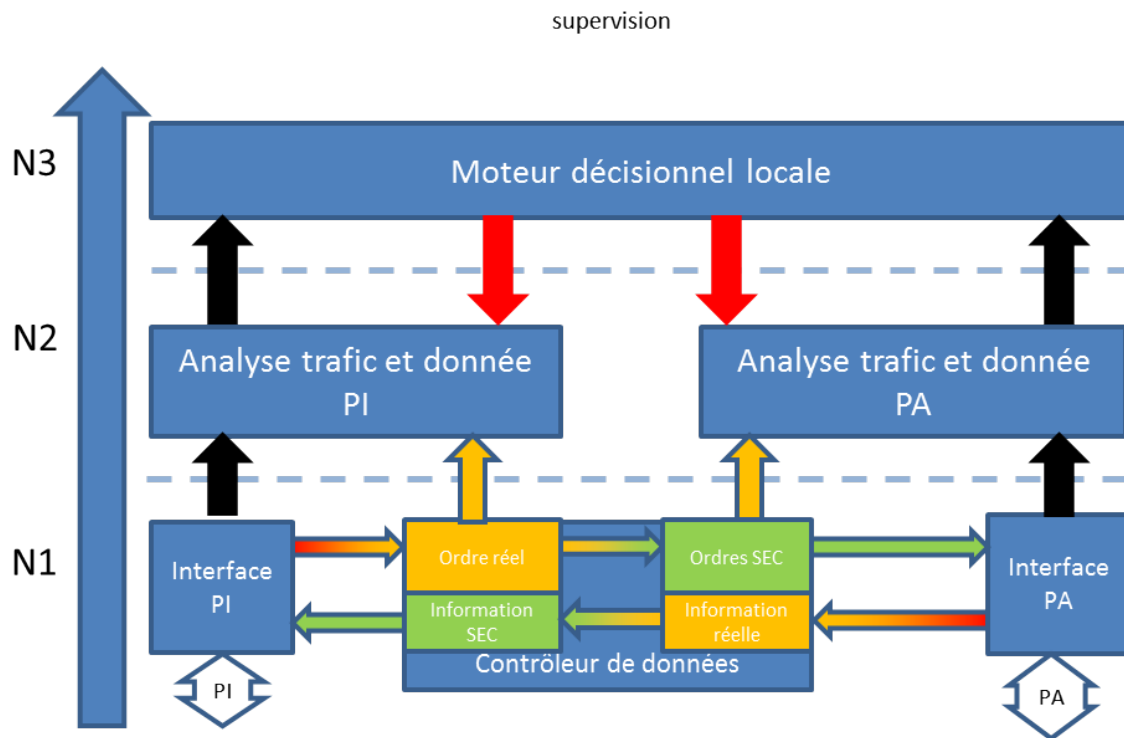 supervision
N3
Moteur décisionnel locale
N2
Analyse trafic et donnée
PI
Analyse trafic et donnée
PA
N1
Interface
PI
Ordre réel
Ordres SEC
Interface
PA
Information
SEC
Information
réelle
Contrôleur de données
PI
PA